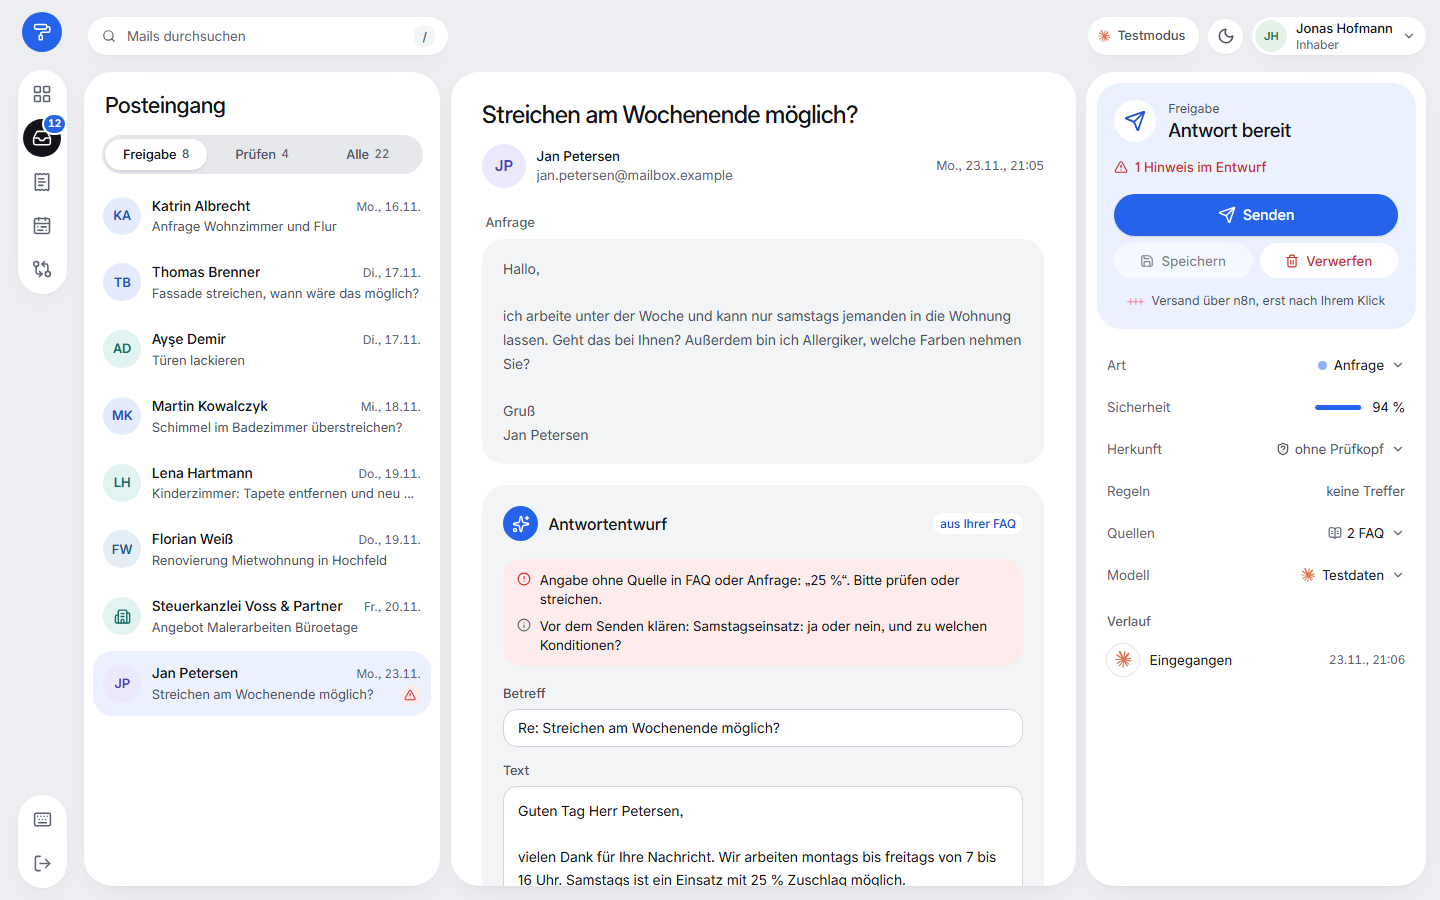 Mails durchsuchen
/
Testmodus
JH
Jonas Hofmann
Inhaber
12
Posteingang
Freigabe 8
Prüfen 4
Alle 22
KA
Katrin Albrecht
Mo., 16.11.
Anfrage Wohnzimmer und Flur
TB
Thomas Brenner
Di., 17.11.
Fassade streichen, wann wäre das möglich?
AD
Ayşe Demir
Di., 17.11.
Türen lackieren
MK
Martin Kowalczyk
Mi., 18.11.
Schimmel im Badezimmer überstreichen?
LH
Lena Hartmann
Do., 19.11.
Kinderzimmer: Tapete entfernen und neu ...
FW
Florian Weiß
Do., 19.11.
Renovierung Mietwohnung in Hochfeld
Steuerkanzlei Voss & Partner
Fr., 20.11.
Angebot Malerarbeiten Büroetage
JP
Jan Petersen
Mo., 23.11.
Streichen am Wochenende möglich?
Streichen am Wochenende möglich?
JP
Jan Petersen
jan.petersen@mailbox.example
Mo., 23.11., 21:05
Anfrage
Hallo,
ich arbeite unter der Woche und kann nur samstags jemanden in die Wohnung
lassen. Geht das bei Ihnen? Außerdem bin ich Allergiker, welche Farben nehmen
Sie?
Gruß
Jan Petersen
Antwortentwurf
aus Ihrer FAQ
Angabe ohne Quelle in FAQ oder Anfrage: „25 %“. Bitte prüfen oder
streichen.
Vor dem Senden klären: Samstagseinsatz: ja oder nein, und zu welchen
Konditionen?
Betreff
Re: Streichen am Wochenende möglich?
Text
Guten Tag Herr Petersen,
vielen Dank für Ihre Nachricht. Wir arbeiten montags bis freitags von 7 bis
16 Uhr. Samstags ist ein Einsatz mit 25 % Zuschlag möglich.
Freigabe
Antwort bereit
1 Hinweis im Entwurf
Senden
Speichern
Verwerfen
Versand über n8n, erst nach Ihrem Klick
Art
Anfrage
Sicherheit
94 %
Herkunft
ohne Prüfkopf
Regeln
keine Treffer
Quellen
2 FAQ
Modell
Testdaten
Verlauf
Eingegangen
23.11., 21:06